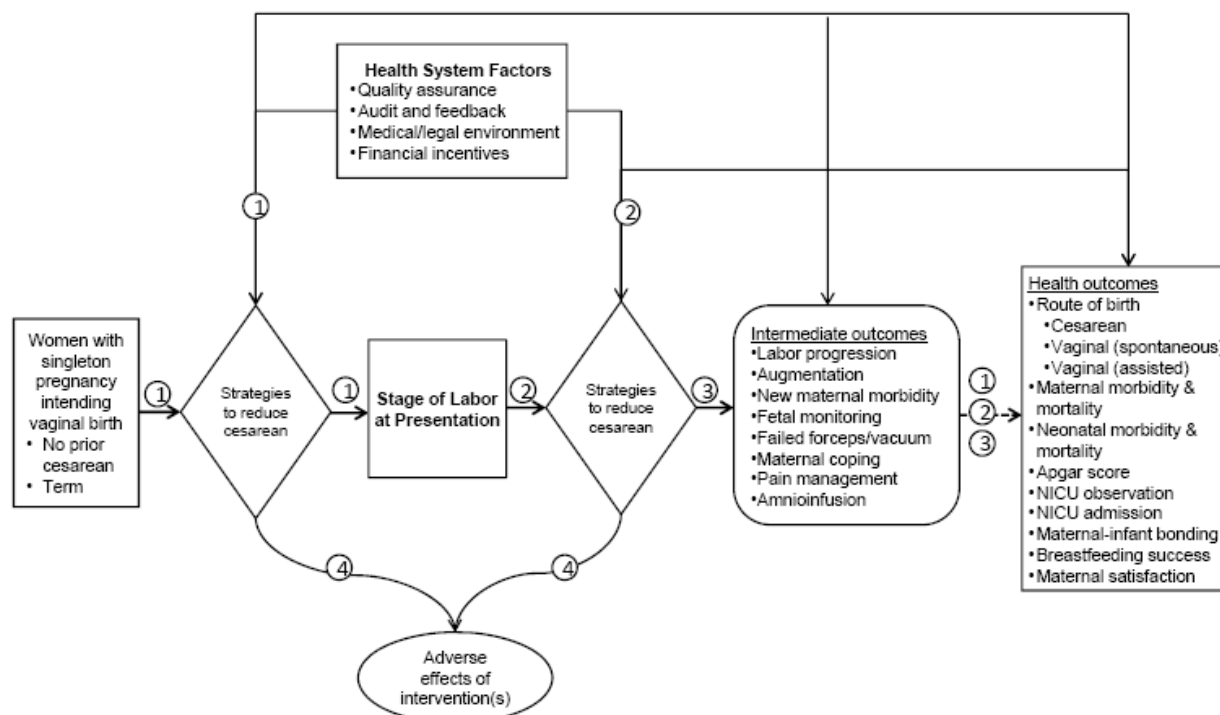 Health System Factors
•Quality assurance
•Audit and feedback
•Medical/legal environment
•Financial incentives
1
2
Women with
singleton
pregnancy
intending
vaginal birth
• No prior
cesarean
• Term
1
Strategies
to reduce
cesarean
1
Stage of Labor
at Presentation
2
Strategies
to reduce
cesarean
3
Intermediate outcomes
•Labor progression
•Augmentation
•New maternal morbidity
•Fetal monitoring
•Failed forceps/vacuum
•Maternal coping
•Pain management
•Amnioinfusion
1
2
3
Health outcomes
•Route of birth
•Cesarean
•Vaginal (spontaneous)
•Vaginal (assisted)
•Maternal morbidity &
mortality
•Neonatal morbidity &
mortality
•Apgar score
•NICU observation
•NICU admission
•Maternal-infant bonding
•Breastfeeding success
•Maternal satisfaction
4
4
Adverse
effects of
intervention(s)